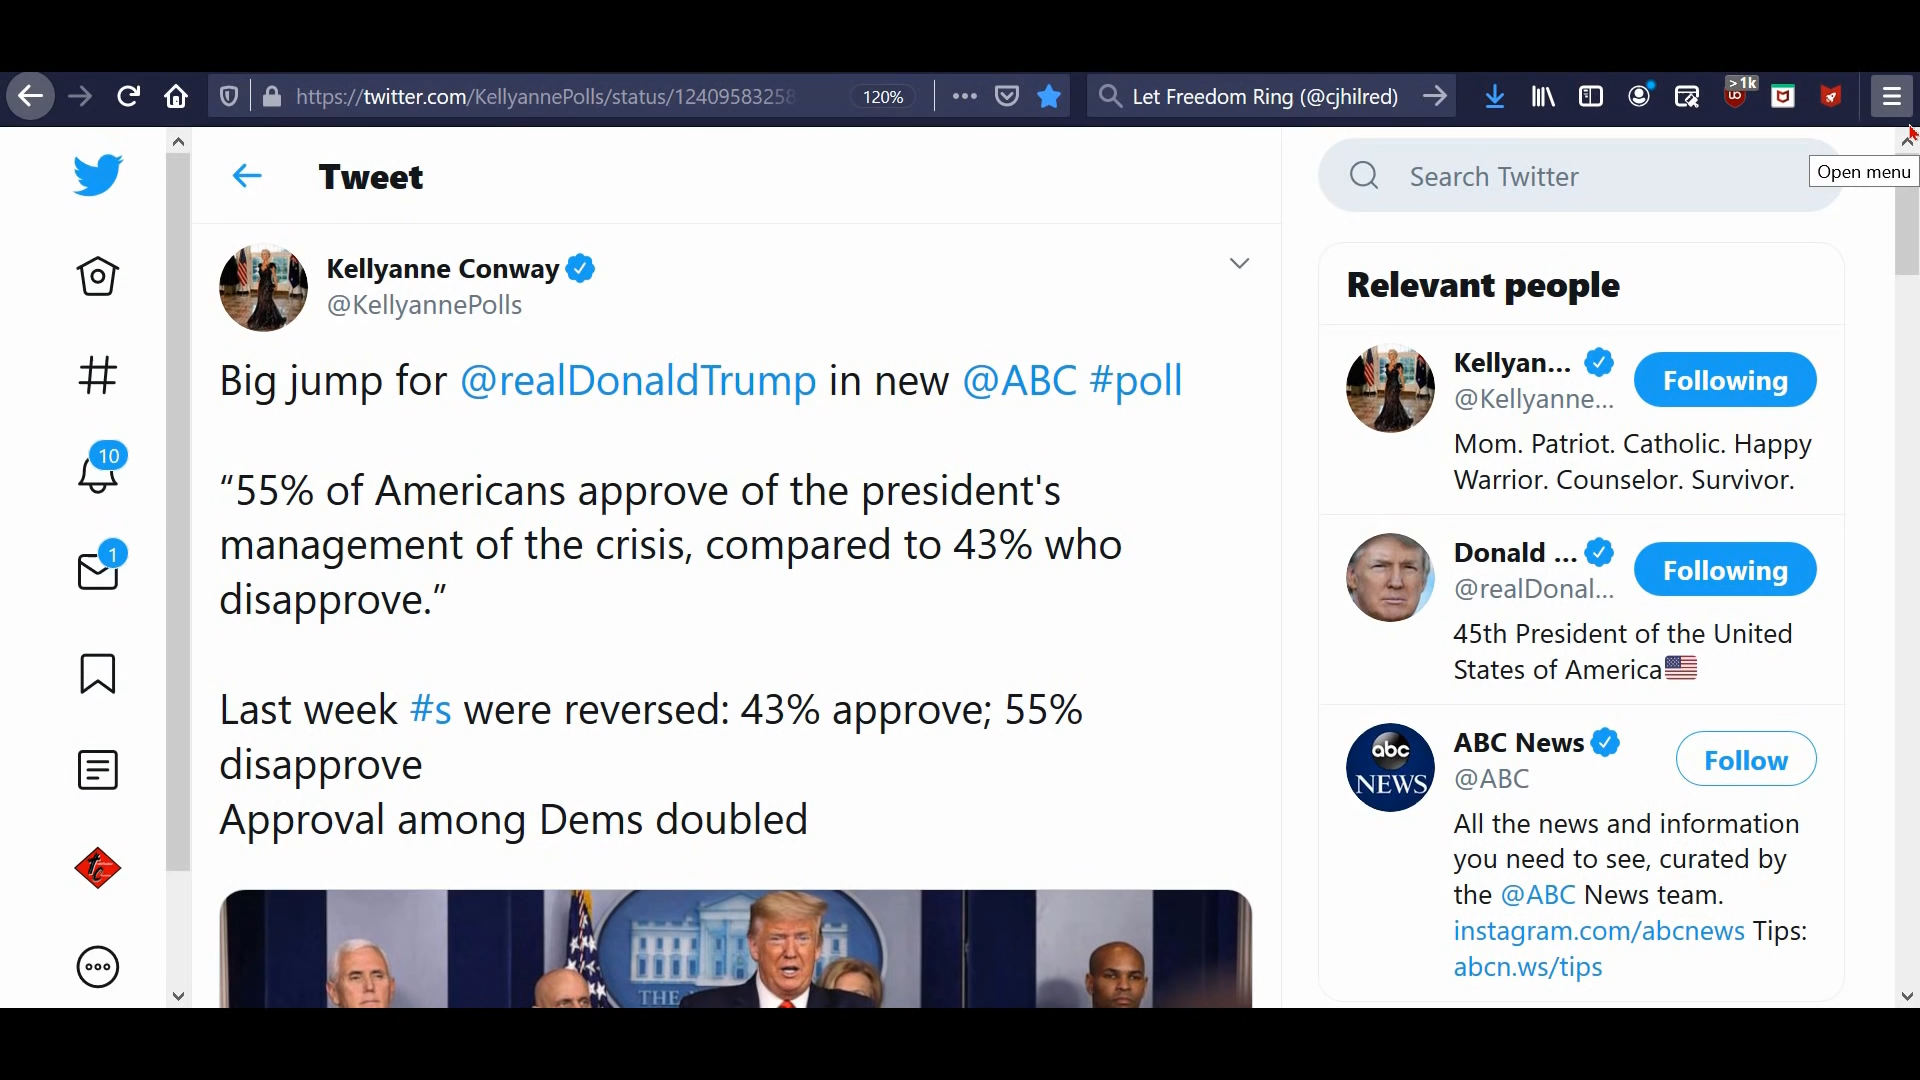 https://twitter.com/KellyannePolls/status/12409583258
120%
Let Freedom Ring (@cjhilred)
>1k
Open menu
Tweet
Search Twitter
Kellyanne Conway
@KellyannePolls
Big jump for @realDonaldTrump in new @ABC #poll
“55% of Americans approve of the president's
management of the crisis, compared to 43% who
disapprove.”
Last week #s were reversed: 43% approve; 55%
disapprove
Approval among Dems doubled
THE
10
1
tc
Relevant people
Kellyan...
@Kellyanne...
Following
Mom. Patriot. Catholic. Happy
Warrior. Counselor. Survivor.
Donald ...
@realDonal...
Following
45th President of the United
States of America
abc
NEWS
ABC News
@ABC
Follow
All the news and information
you need to see, curated by
the @ABC News team.
instagram.com/abcnews Tips:
abcn.ws/tips